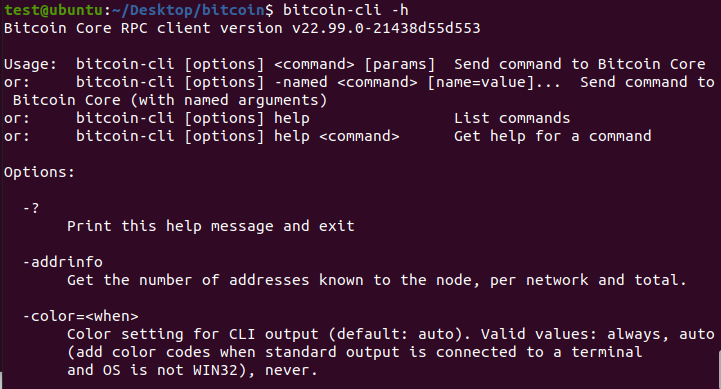 test@ubuntu:~/Desktop/bitcoin$ bitcoin-cli -h
Bitcoin Core RPC client version v22.99.0-21438d55d553

Usage:  bitcoin-cli [options] <command> [params]  Send command to Bitcoin Core
or:     bitcoin-cli [options] -named <command> [name=value]...  Send command to
 Bitcoin Core (with named arguments)
or:     bitcoin-cli [options] help                List commands
or:     bitcoin-cli [options] help <command>      Get help for a command

Options:

  -?
       Print this help message and exit

  -addrinfo
       Get the number of addresses known to the node, per network and total.

  -color=<when>
       Color setting for CLI output (default: auto). Valid values: always, auto
       (add color codes when standard output is connected to a terminal
       and OS is not WIN32), never.